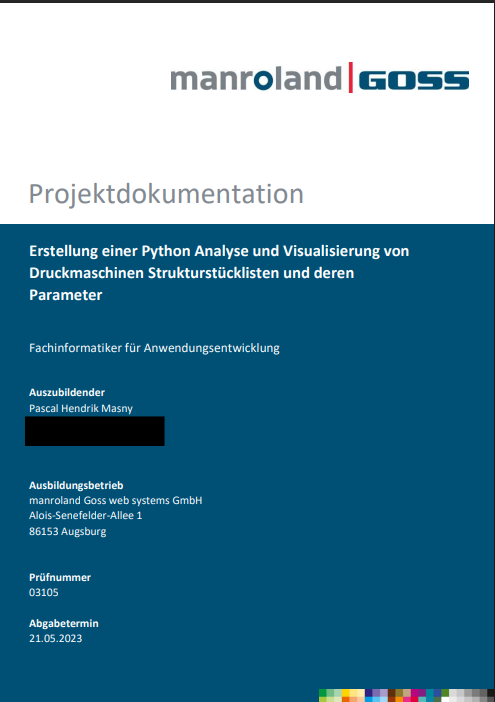 manroland GOSS
Projektdokumentation
Erstellung einer Python Analyse und Visualisierung von
Druckmaschinen Strukturstücklisten und deren
Parameter
Fachinformatiker für Anwendungsentwicklung
Auszubildender
Pascal Hendrik Masny
Ausbildungsbetrieb
manroland Goss web systems GmbH
Alois-Senefelder-Allee 1
86153 Augsburg
Prüfnummer
03105
Abgabetermin
21.05.2023